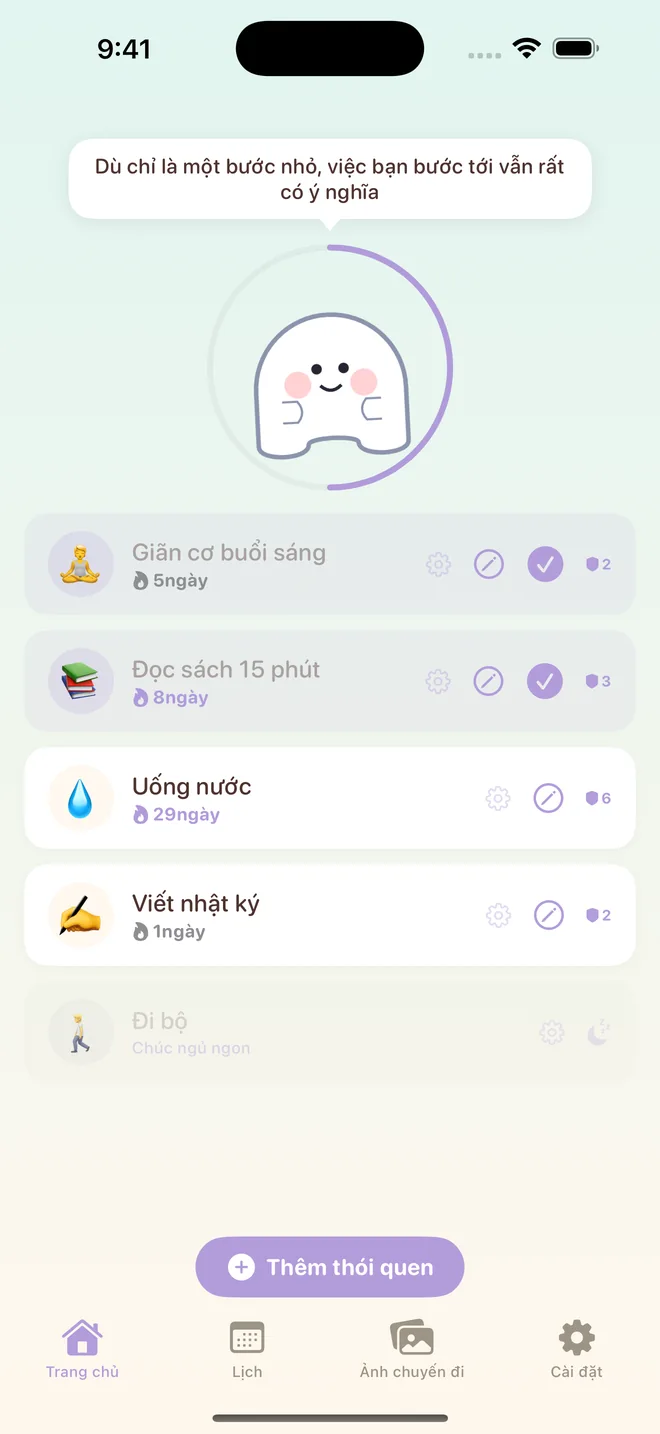 9:41
Dù chỉ là một bước nhỏ, việc bạn bước tới vẫn rất
có ý nghĩa
Giãn cơ buổi sáng
5ngày
2
Đọc sách 15 phút
8ngày
3
Uống nước
29ngày
6
Viết nhật ký
1ngày
2
Đi bộ
Chúc ngủ ngon
Thêm thói quen
Trang chủ
Lịch
Ảnh chuyến đi
Cài đặt